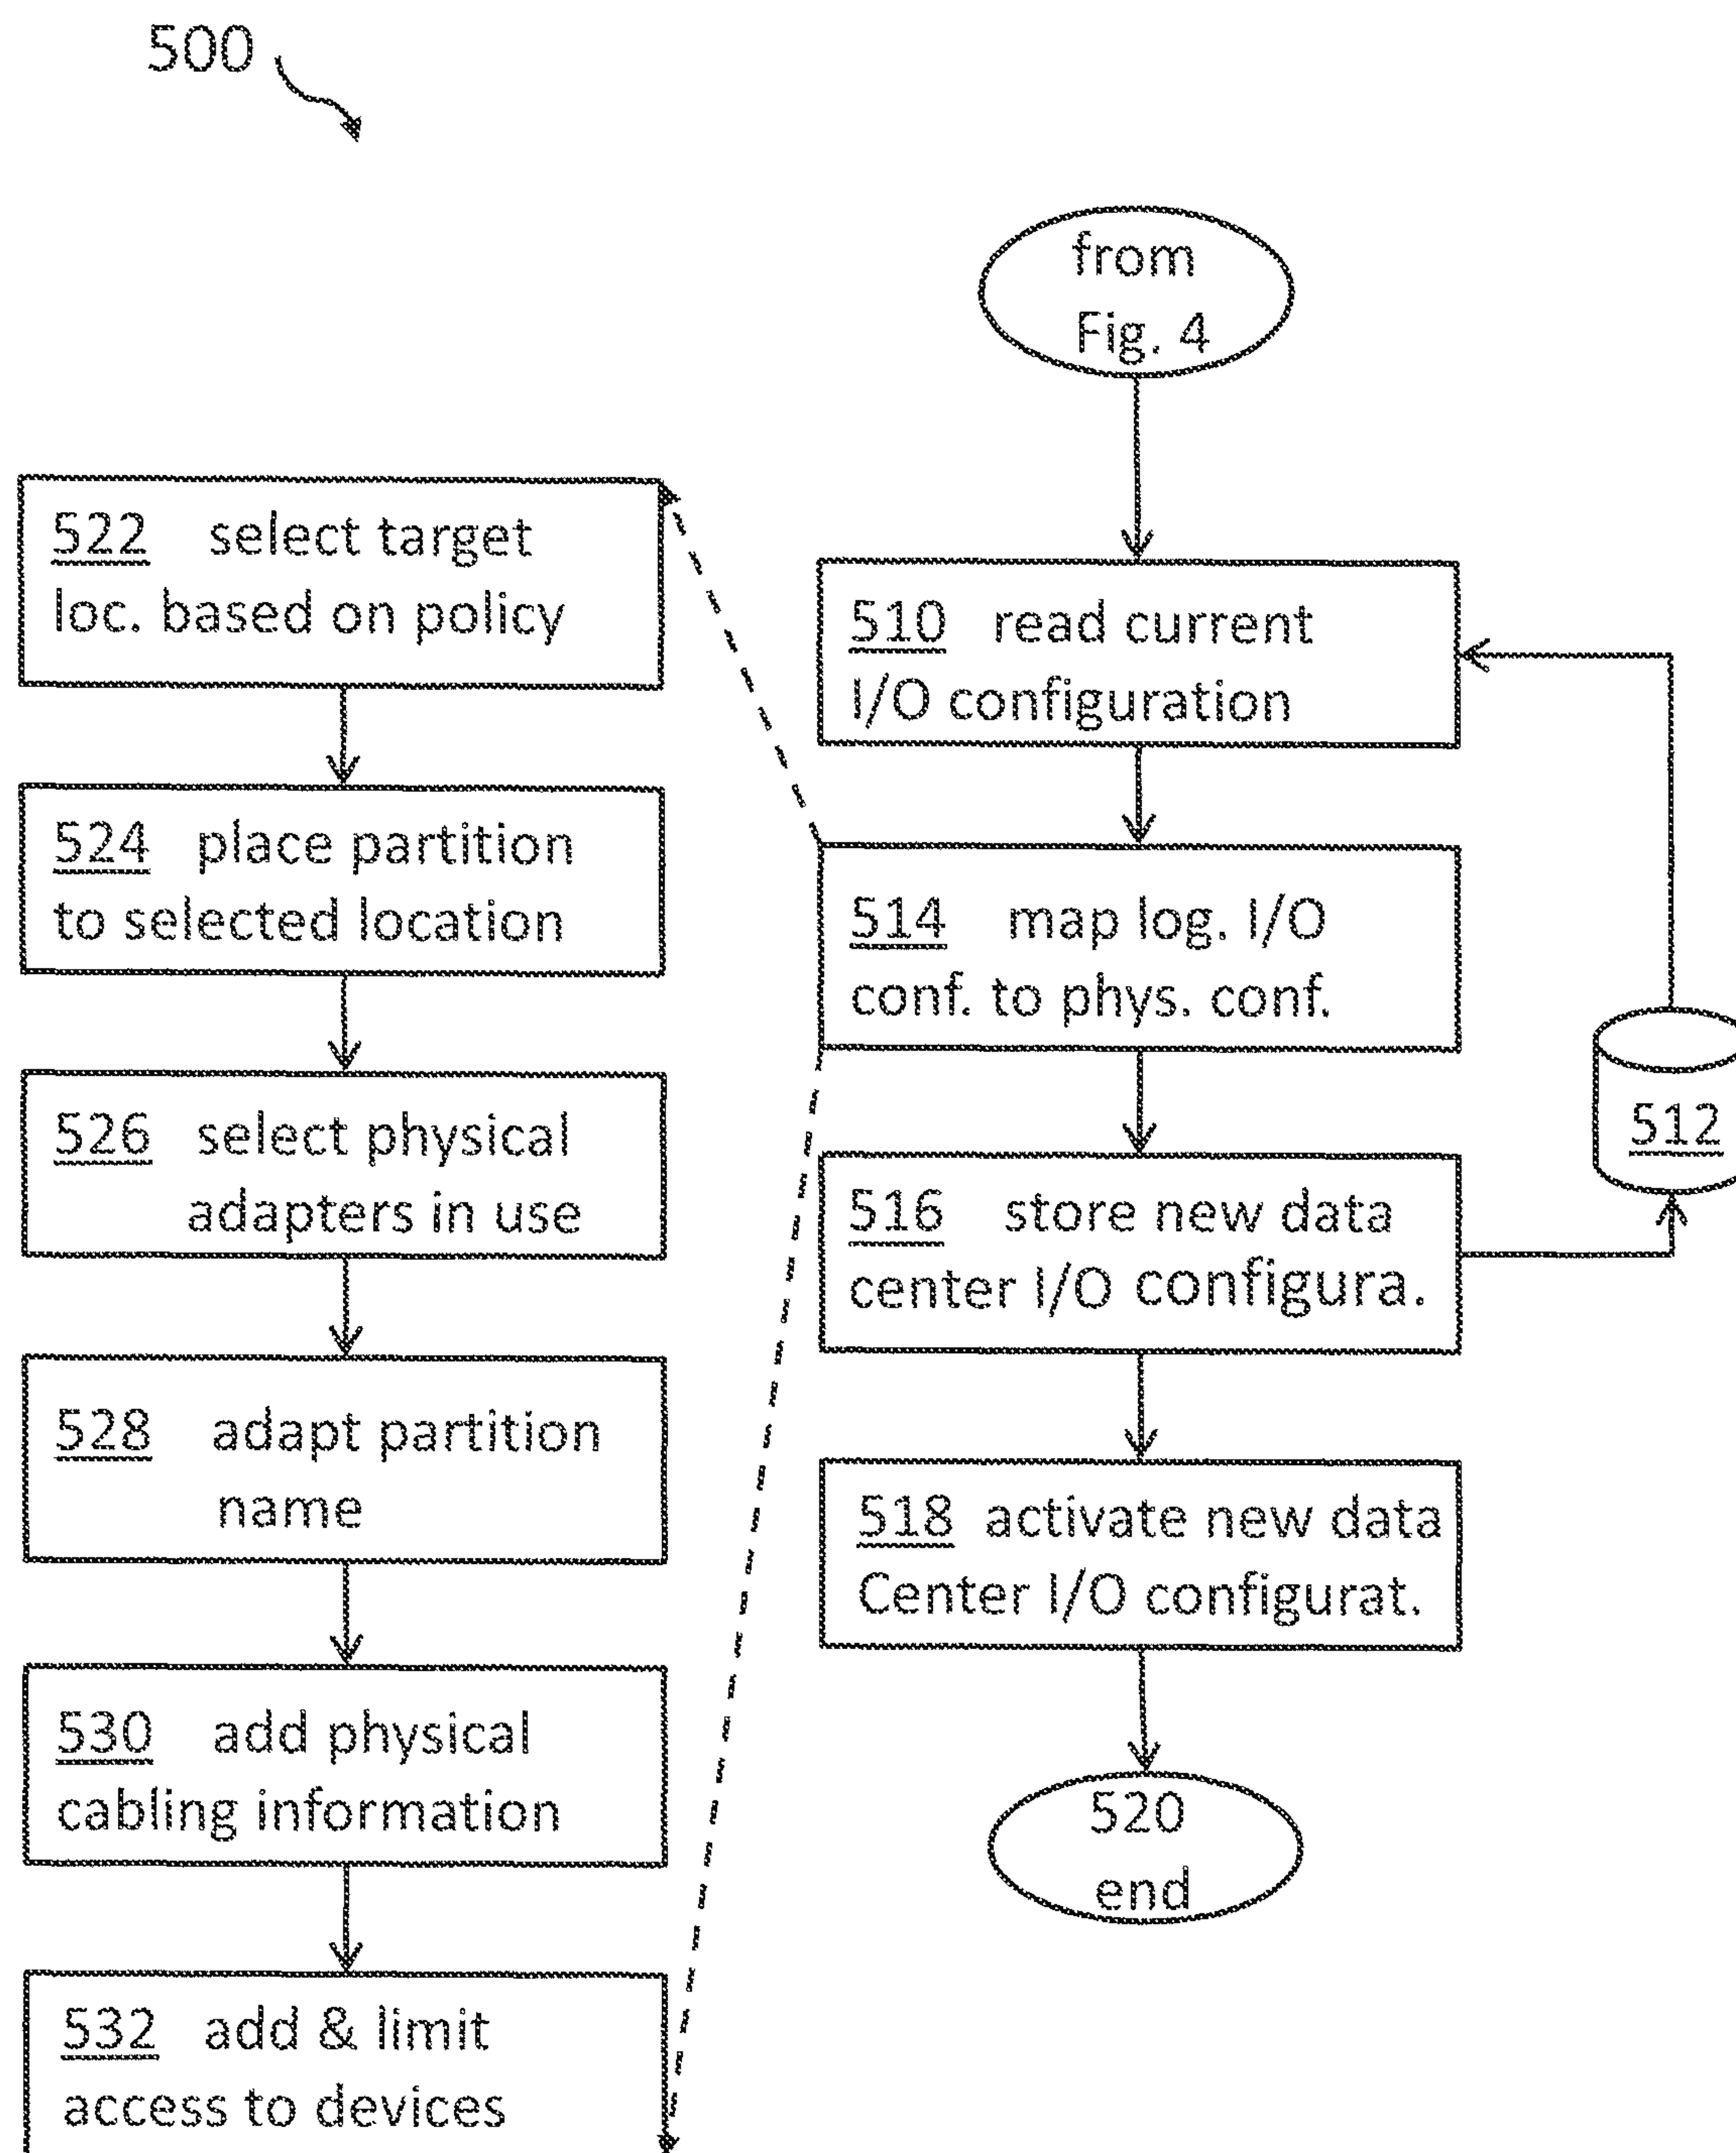 500
from
Fig. 4
522 select target
loc. based on policy
524 place partition
to selected location
526 select physical
adapters in use
528 adapt partition
name
530 add physical
cabling information
532 add & limit
access to devices
510 read current
I/O configuration
514 map log. I/O
conf. to phys. conf.
512
516 store new data
center I/O configura.
518 activate new data
Center I/O configurat.
520
end